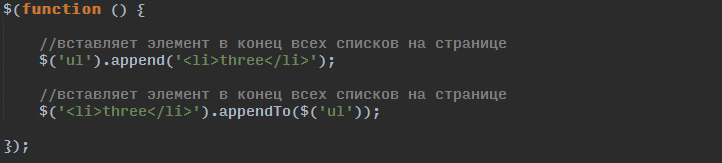 $(function () {
//вставляет элемент в конец всех списков на странице
$('ul').append('<li>three</li>');
//вставляет элемент в конец всех списков на странице
$('<li>three</li>').appendTo($('ul'));
});